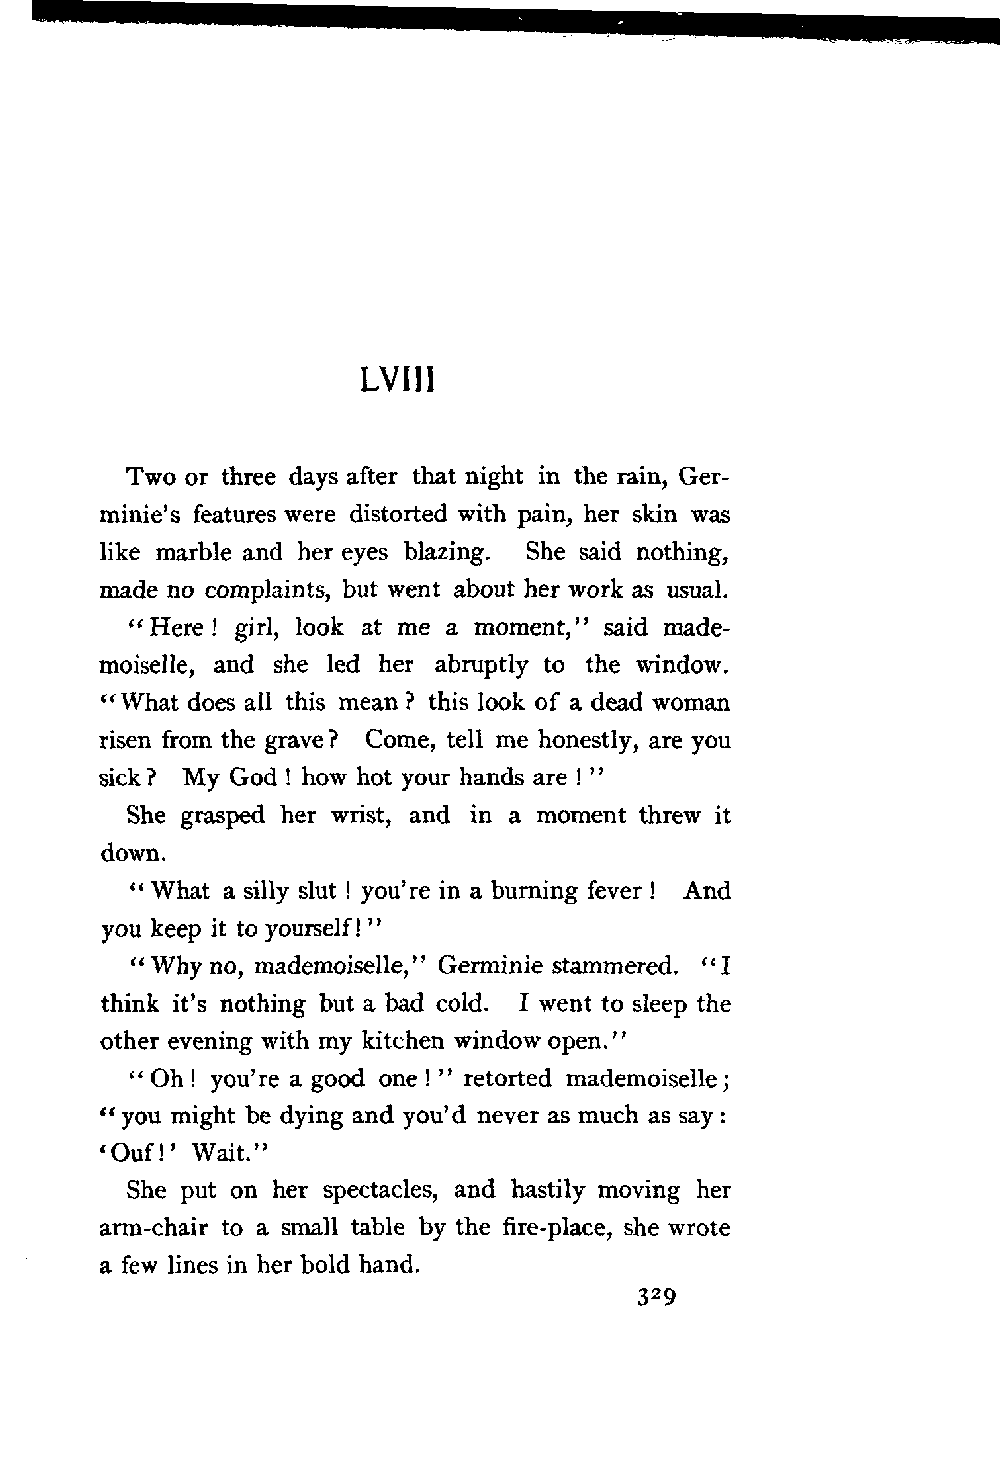 LVIII
Two or three days after that night in the rain, Ger-
minie's features were distorted with pain, her skin was
like marble and her eyes blazing. She said nothing,
made no complaints, but went about her work as usual.
"Here! girl, look at me a moment," said made-
moiselle, and she led her abruptly to the window.
"What does all this mean? this look of a dead woman
risen from the grave? Come, tell me honestly, are you
sick? My God! how hot your hands are!"
She grasped her wrist, and in a moment threw it
down.
"What a silly slut! you're in a burning fever! And
you keep it to yourself!"
"Why no, mademoiselle," Germinie stammered. "I
think it's nothing but a bad cold. I went to sleep the
other evening with my kitchen window open."
"Oh! you're a good one!" retorted mademoiselle;
"you might be dying and you'd never as much as say:
'Ouf!' Wait."
She put on her spectacles, and hastily moving her
arm-chair to a small table by the fire-place, she wrote
a few lines in her bold hand.
329